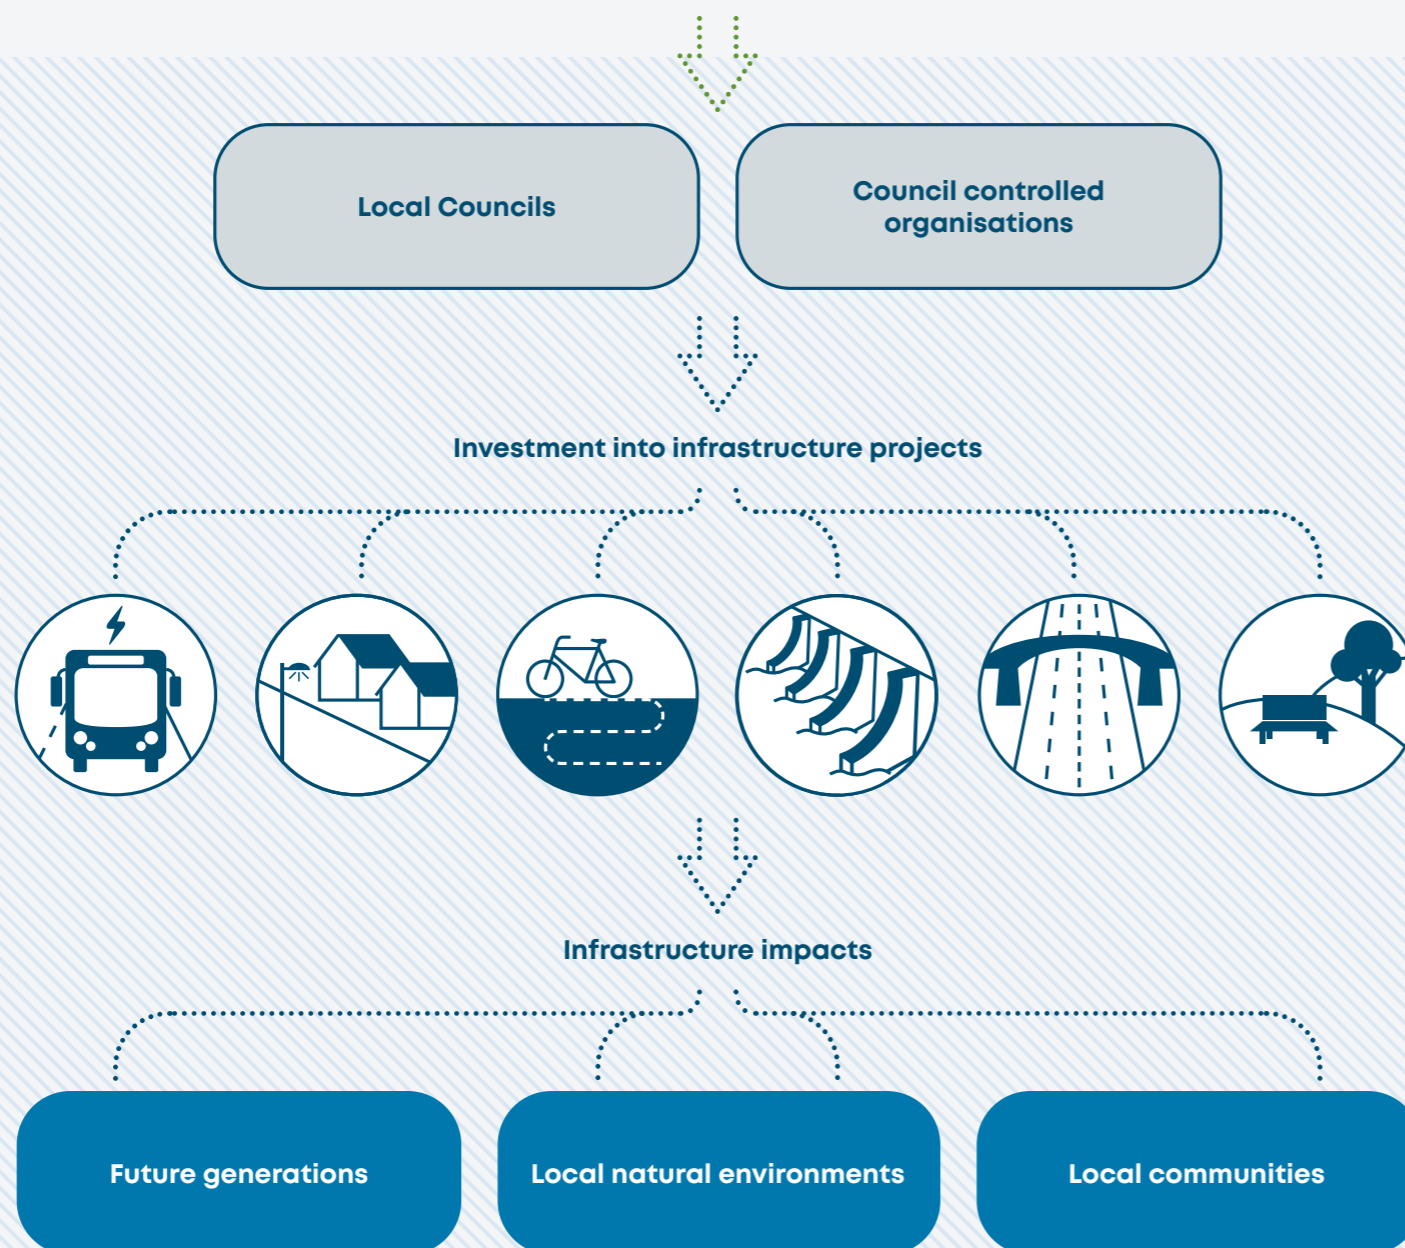 Local Councils
Council controlled
organisations
Investment into infrastructure projects
Infrastructure impacts
Future generations
Local natural environments
Local communities